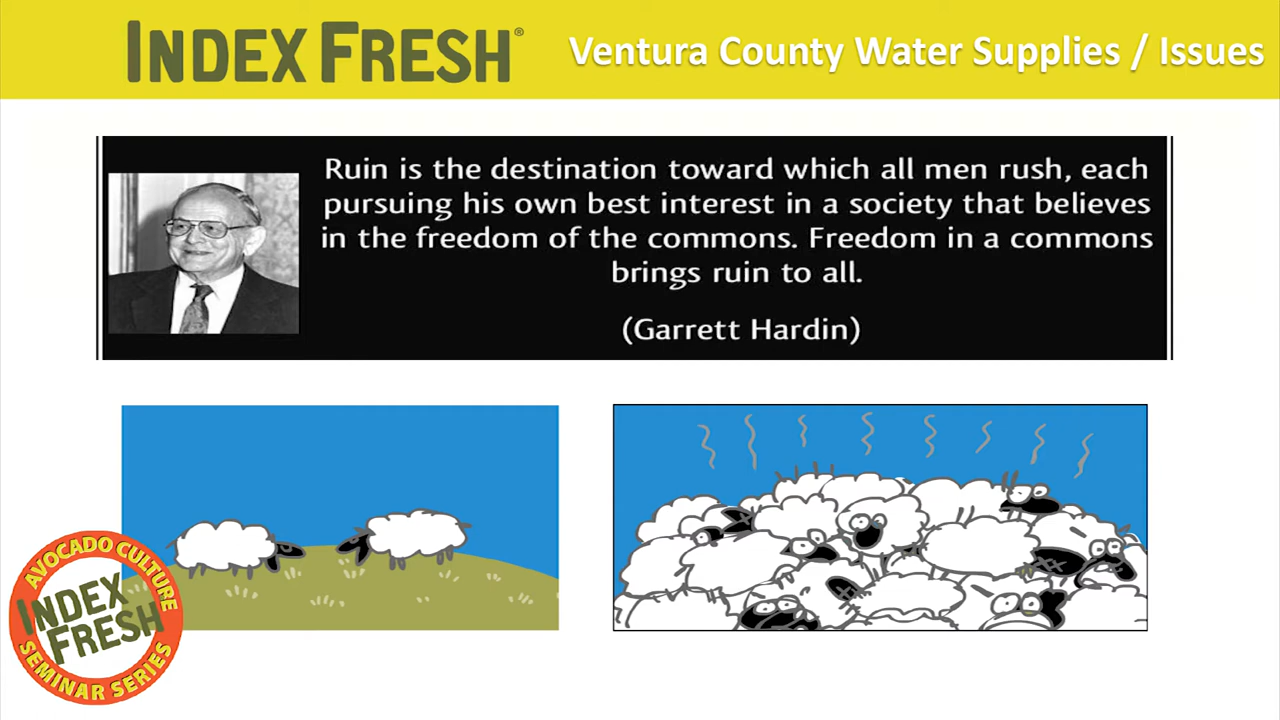 INDEX FRESH®
Ventura County Water Supplies / Issues
Ruin is the destination toward which all men rush, each
pursuing his own best interest in a society that believes
in the freedom of the commons. Freedom in a commons
brings ruin to all.
(Garrett Hardin)
AVOCADO CULTURE
INDEX
FRESH
SEMINAR SERIES